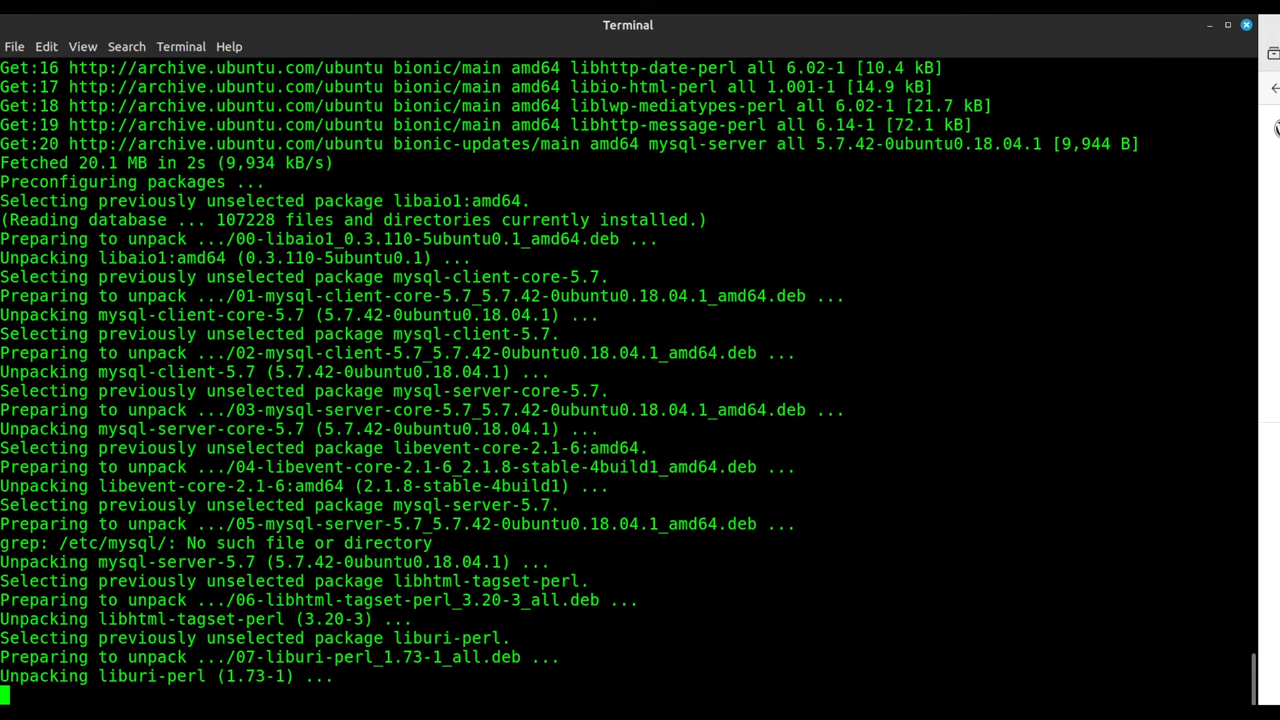 Terminal
File Edit View Search Terminal Help
Get:16 http://archive.ubuntu.com/ubuntu bionic/main amd64 libhttp-date-perl all 6.02-1 [10.4 kB]
Get:17 http://archive.ubuntu.com/ubuntu bionic/main amd64 libio-html-perl all 1.001-1 [14.9 kB]
Get:18 http://archive.ubuntu.com/ubuntu bionic/main amd64 liblwp-mediatypes-perl all 6.02-1 [21.7 kB]
Get:19 http://archive.ubuntu.com/ubuntu bionic/main amd64 libhttp-message-perl all 6.14-1 [72.1 kB]
Get:20 http://archive.ubuntu.com/ubuntu bionic-updates/main amd64 mysql-server all 5.7.42-0ubuntu0.18.04.1 [9,944 B]
Fetched 20.1 MB in 2s (9,934 kB/s)
Preconfiguring packages ...
Selecting previously unselected package libaio1:amd64.
(Reading database ... 107228 files and directories currently installed.)
Preparing to unpack .../00-libaio1_0.3.110-5ubuntu0.1_amd64.deb ...
Unpacking libaio1:amd64 (0.3.110-5ubuntu0.1) ...
Selecting previously unselected package mysql-client-core-5.7.
Preparing to unpack .../01-mysql-client-core-5.7_5.7.42-0ubuntu0.18.04.1_amd64.deb ...
Unpacking mysql-client-core-5.7 (5.7.42-0ubuntu0.18.04.1) ...
Selecting previously unselected package mysql-client-5.7.
Preparing to unpack .../02-mysql-client-5.7_5.7.42-0ubuntu0.18.04.1_amd64.deb ...
Unpacking mysql-client-5.7 (5.7.42-0ubuntu0.18.04.1) ...
Selecting previously unselected package mysql-server-core-5.7.
Preparing to unpack .../03-mysql-server-core-5.7_5.7.42-0ubuntu0.18.04.1_amd64.deb ...
Unpacking mysql-server-core-5.7 (5.7.42-0ubuntu0.18.04.1) ...
Selecting previously unselected package libevent-core-2.1-6:amd64.
Preparing to unpack .../04-libevent-core-2.1-6_2.1.8-stable-4build1_amd64.deb ...
Unpacking libevent-core-2.1-6:amd64 (2.1.8-stable-4build1) ...
Selecting previously unselected package mysql-server-5.7.
Preparing to unpack .../05-mysql-server-5.7_5.7.42-0ubuntu0.18.04.1_amd64.deb ...
grep: /etc/mysql/: No such file or directory
Unpacking mysql-server-5.7 (5.7.42-0ubuntu0.18.04.1) ...
Selecting previously unselected package libhtml-tagset-perl.
Preparing to unpack .../06-libhtml-tagset-perl_3.20-3_all.deb ...
Unpacking libhtml-tagset-perl (3.20-3) ...
Selecting previously unselected package liburi-perl.
Preparing to unpack .../07-liburi-perl_1.73-1_all.deb ...
Unpacking liburi-perl (1.73-1) ...